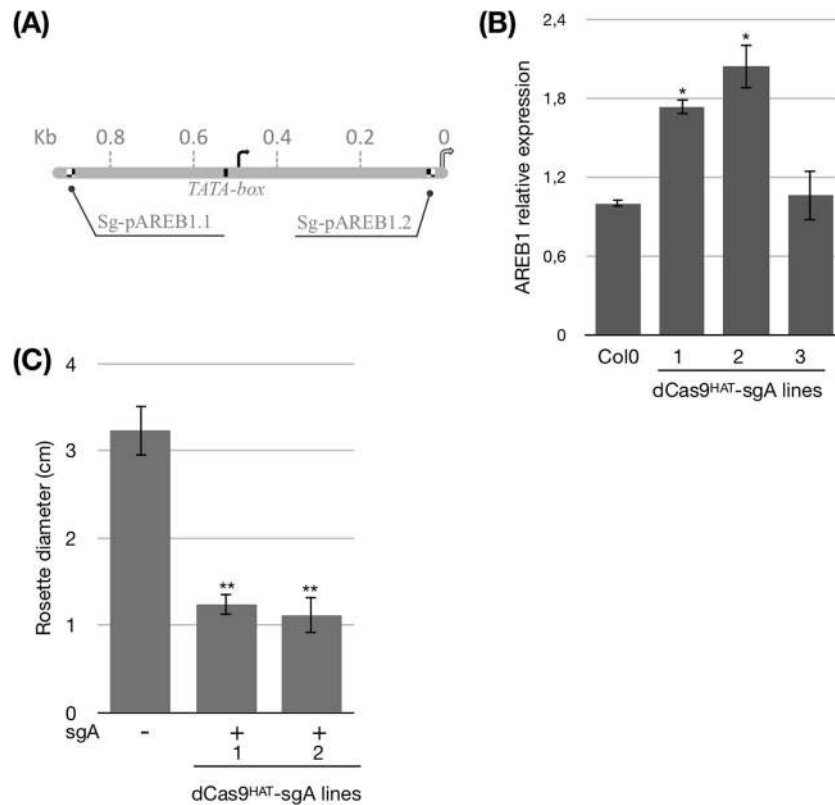 (A)
Kb 0.8 0.6 0.4 0.2 0
TATA-box
Sg-pAREB1.1 Sg-pAREB1.2
(B)
AREB1 relative expression
2,4
1,8
1,2
0,6
0
Col0 1 2 3
* *
dCas9HAT-sgA lines
(C)
Rosette diameter (cm)
4
3
2
1
0
** **
sgA - + +
1 2
dCas9HAT-sgA lines